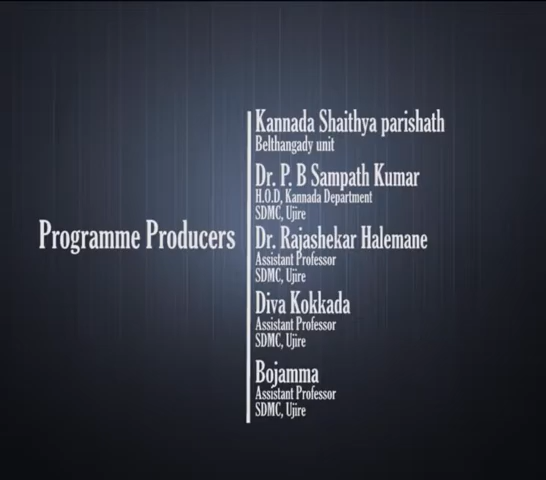 Programme Producers
Kannada Shaithya parishath
Belthangady unit
Dr. P. B Sampath Kumar
H.O.D, Kannada Department
SDMC, Ujire
Dr. Rajashekar Halemane
Assistant Professor
SDMC, Ujire
Diva Kokkada
Assistant Professor
SDMC, Ujire
Bojamma
Assistant Professor
SDMC, Ujire